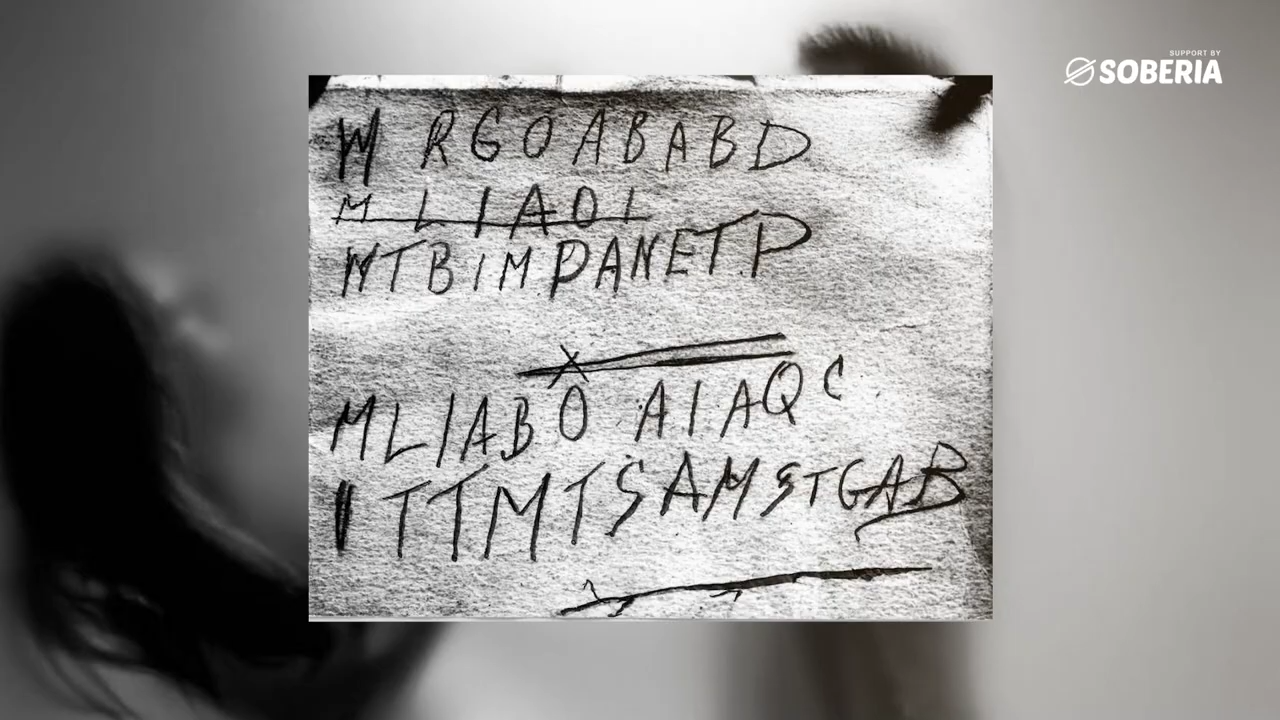 SUPPORT BY
SOBERIA
W RGOABABD
MLIAOI
WTBIMPANETP
MLIABO AIAQC
ITTMTSAMSTGAB